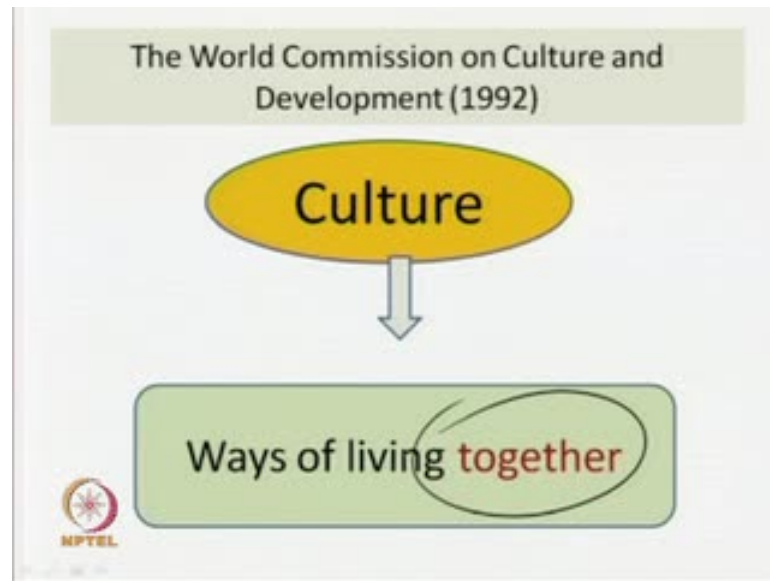 The World Commission on Culture and
Development (1992)
Culture
Ways of living together
NPTEL